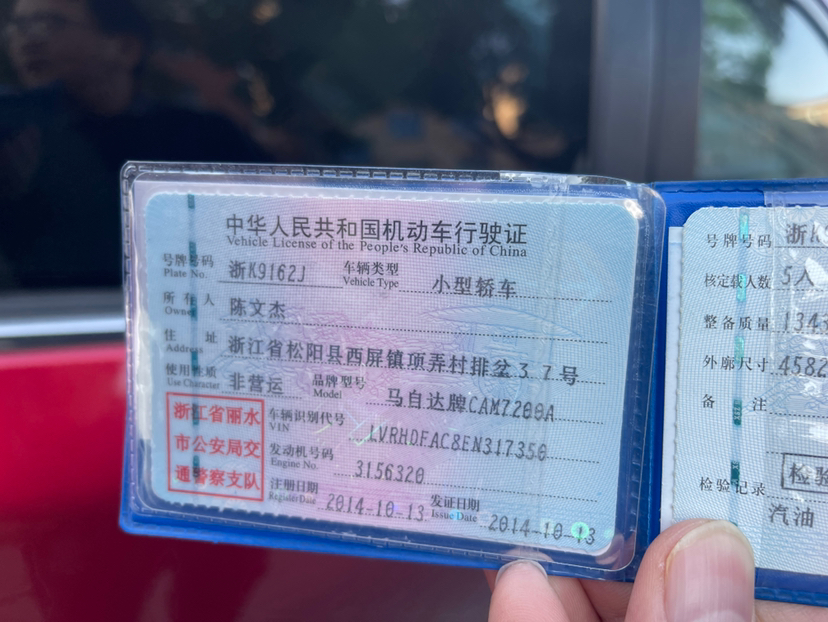 中华人民共和国机动车行驶证
Vehicle License of the People's Republic of China
号牌号码 浙K9162J 车辆类型 小型轿车
Plate No. Vehicle Type
所有人 陈文杰
Owner
住址 浙江省松阳县西屏镇项弄村排盆37号
Address
使用性质 非营运 品牌型号 马自达牌CAM7200A
Use Character Model
浙江省丽水
市公安局交
通警察支队
车辆识别代号 LVRHDFAC8EN317350
VIN
发动机号码 3156320
Engine No.
注册日期 2014-10-13 发证日期 2014-10-13
Register Date Issue Date
号牌号码 浙K9
核定载人数 5人
整备质量 134
外廓尺寸 4582
备注
检验记录
检验
汽油